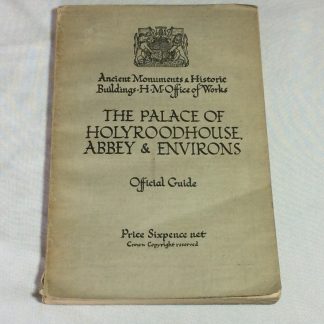 Ancient Monuments & Historic
Buildings · H·M·Office of Works
THE PALACE OF
HOLYROODHOUSE,
ABBEY & ENVIRONS
Official Guide
Price Sixpence net
Crown Copyright reserved